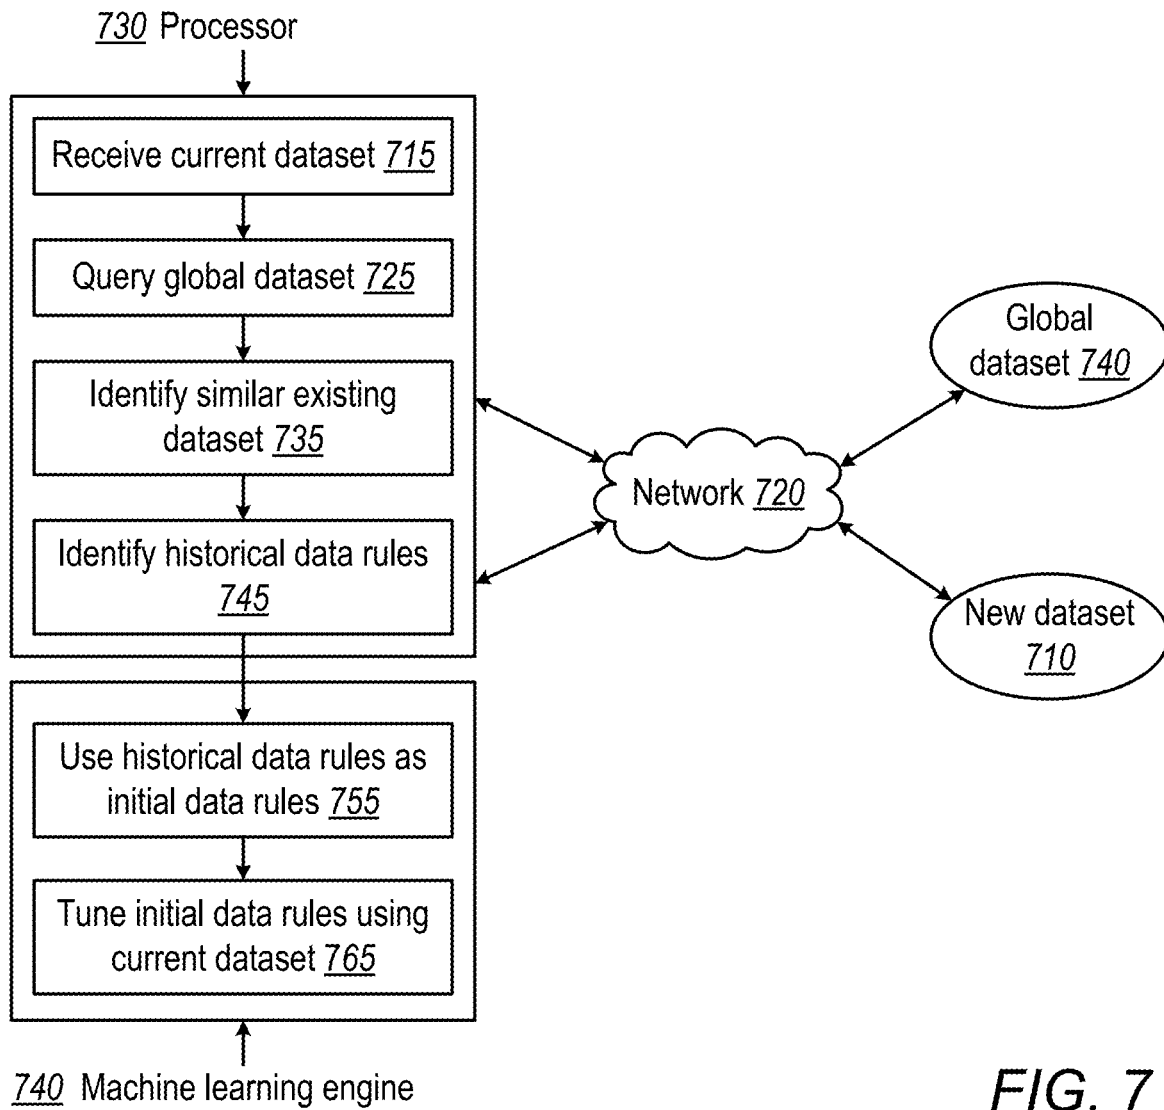 730 Processor
Receive current dataset 715
Query global dataset 725
Identify similar existing
dataset 735
Identify historical data rules
745
Use historical data rules as
initial data rules 755
Tune initial data rules using
current dataset 765
740 Machine learning engine
Network 720
Global
dataset 740
New dataset
710
FIG. 7